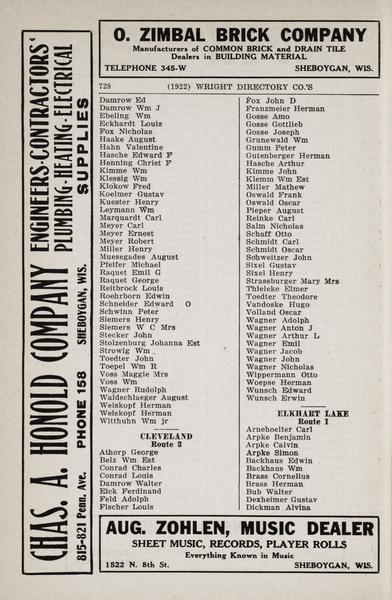 O. ZIMBAL BRICK COMPANY
Manufacturers of COMMON BRICK and DRAIN TILE
Dealers in BUILDING MATERIAL
TELEPHONE 345-W SHEBOYGAN, WIS.
CHAS. A. HONOLD COMPANY ENGINEERS-CONTRACTORS'
PLUMBING-HEATING-ELECTRICAL
SUPPLIES
815-821 Penn. Ave. PHONE 158 SHEBOYGAN, WIS.
728 (1922) WRIGHT DIRECTORY CO.'S
Damrow Ed
Damrow Wm J
Ebeling Wm
Eckhardt Louis
Fox Nicholas
Haake August
Hahn Valentine
Hasche Edward F
Henning Christ F
Kimme Wm
Klessig Wm
Klokow Fred
Koelmer Gustav
Kuester Henry
Leymann Wm
Marquardt Carl
Meyer Carl
Meyer Ernest
Meyer Robert
Miller Henry
Muesegades August
Pfeifer Michael
Raquet Emil G
Raquet George
Reitbrock Louis
Roehrborn Edwin
Schneider Edward O
Schwinn Peter
Siemers Henry
Siemers W C Mrs
Stecker John
Stolzenburg Johanna Est
Strowig Wm
Toedter John
Toepel Wm R
Voss Maggie Mrs
Voss Wm
Wagner Rudolph
Waldschlaeger August
Weiskopf Herman
Weiskopf Herman
Witthuhn Wm jr
CLEVELAND
Route 3
Athorp George
Belz Wm Est
Conrad Charles
Conrad Louis
Damrow Walter
Eick Ferdinand
Feld Adolph
Fischer Louis
Fox John D
Franzmeier Herman
Gosse Amo
Gosse Gottlieb
Gosse Joseph
Grunewald Wm
Gumm Peter
Gutenberger Herman
Hasche Arthur
Kimme John
Klemm Wm Est
Miller Mathew
Oswald Frank
Oswald Oscar
Pieper August
Reinke Carl
Salm Nicholas
Schaff Otto
Schmidt Carl
Schmidt Oscar
Schweitzer John
Sixel Gustav
Sixel Henry
Strassburger Mary Mrs
Thieleke Elmer
Toedter Theodore
Vandoske Hugo
Volland Oscar
Wagner Adolph
Wagner Anton J
Wagner Arthur L
Wagner Emil
Wagner Jacob
Wagner John
Wagner Nicholas
Wippermann Otto
Woepse Herman
Wunsch Edward
Wunsch Erwin
ELKHART LAKE
Route 1
Arnehoelter Carl
Arpke Benjamin
Arpke Calvin
Arpke Simon
Backhaus Edwin
Backhaus Wm
Brass Cornelius
Brass Herman
Bub Walter
Dexheimer Gustav
Dickman Alvina
AUG. ZOHLEN, MUSIC DEALER
SHEET MUSIC, RECORDS, PLAYER ROLLS
Everything Known in Music
1522 N. 8th St. SHEBOYGAN, WIS.